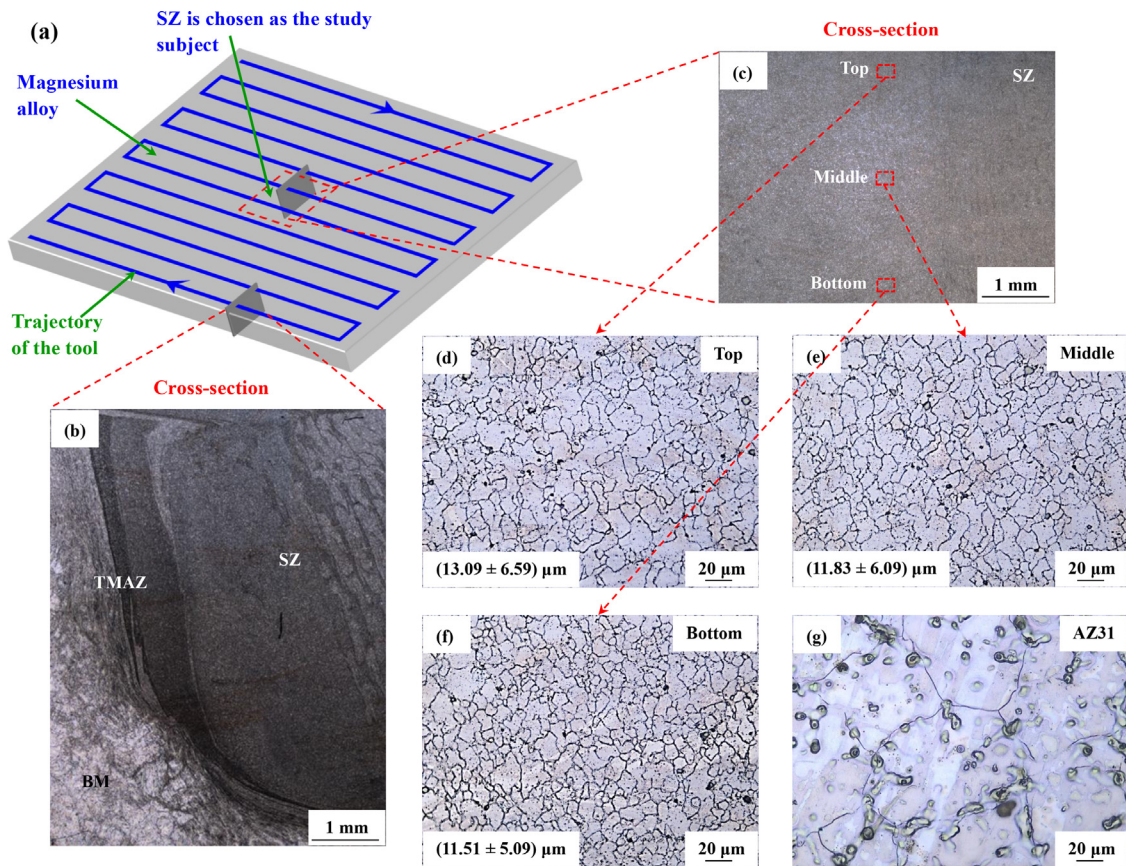 (a)
SZ is chosen as the study
subject
Magnesium
alloy
Trajectory
of the tool
Cross-section
(b)
TMAZ
SZ
BM
1 mm
Cross-section
(c)
Top
SZ
Middle
Bottom
1 mm
(d)
Top
(13.09 ± 6.59) μm
20 μm
(e)
Middle
(11.83 ± 6.09) μm
20 μm
(f)
Bottom
(11.51 ± 5.09) μm
20 μm
(g)
AZ31
20 μm